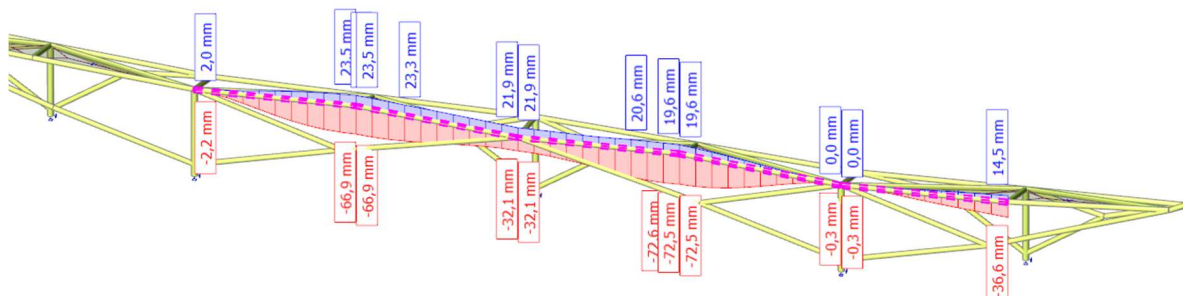 2,0 mm
23,5 mm
23,5 mm
23,3 mm
21,9 mm
21,9 mm
20,6 mm
19,6 mm
19,6 mm
0,0 mm
0,0 mm
14,5 mm
-2,2 mm
-66,9 mm
-66,9 mm
-32,1 mm
-32,1 mm
-72,6 mm
-72,5 mm
-72,5 mm
-0,3 mm
-0,3 mm
-36,6 mm